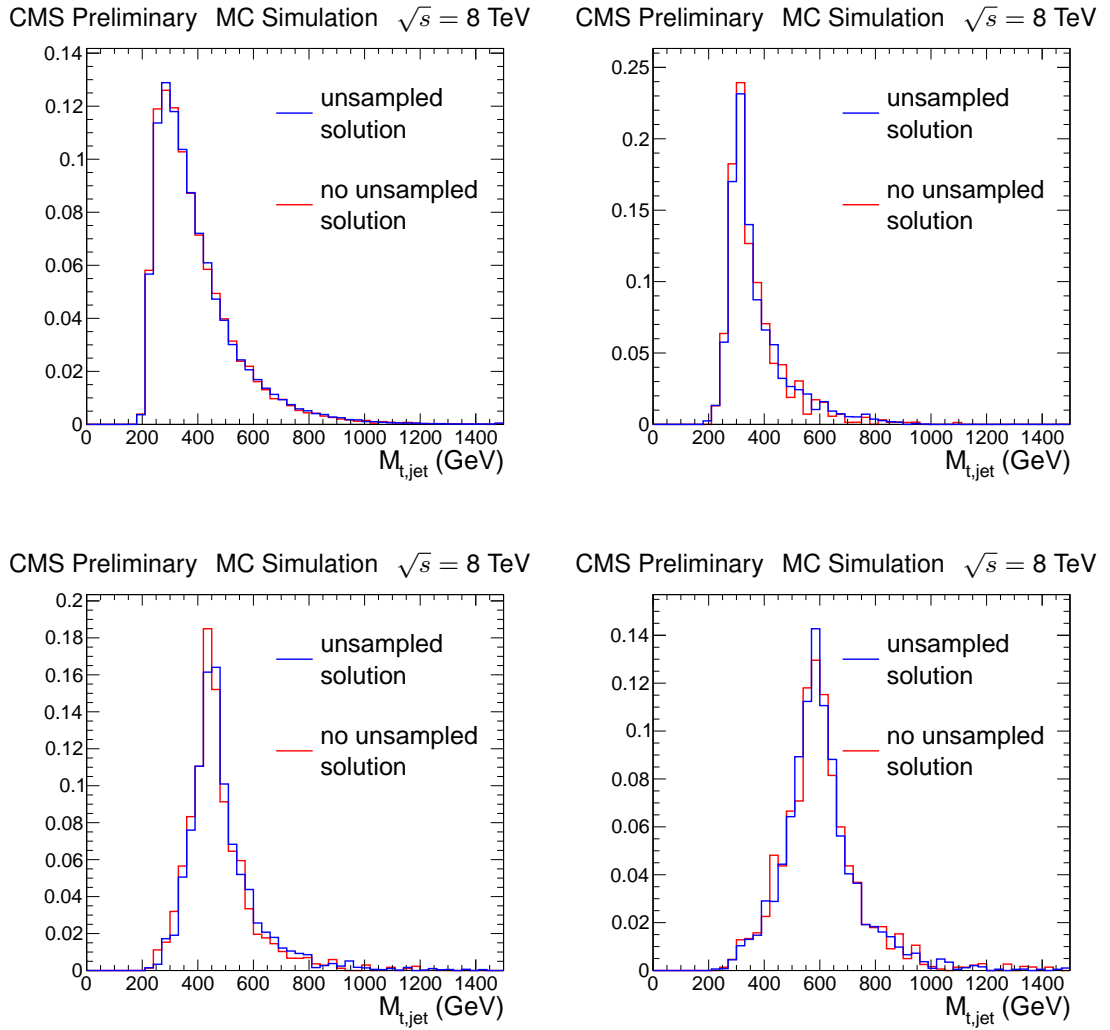 CMS Preliminary MC Simulation √s = 8 TeV
0.14
0.12
0.1
0.08
0.06
0.04
0.02
0
unsampled
solution
no unsampled
solution
0 200 400 600 800 1000 1200 1400
M_t,jet (GeV)
CMS Preliminary MC Simulation √s = 8 TeV
0.25
0.2
0.15
0.1
0.05
0
unsampled
solution
no unsampled
solution
0 200 400 600 800 1000 1200 1400
M_t,jet (GeV)
CMS Preliminary MC Simulation √s = 8 TeV
0.2
0.18
0.16
0.14
0.12
0.1
0.08
0.06
0.04
0.02
0
unsampled
solution
no unsampled
solution
0 200 400 600 800 1000 1200 1400
M_t,jet (GeV)
CMS Preliminary MC Simulation √s = 8 TeV
0.14
0.12
0.1
0.08
0.06
0.04
0.02
0
unsampled
solution
no unsampled
solution
0 200 400 600 800 1000 1200 1400
M_t,jet (GeV)